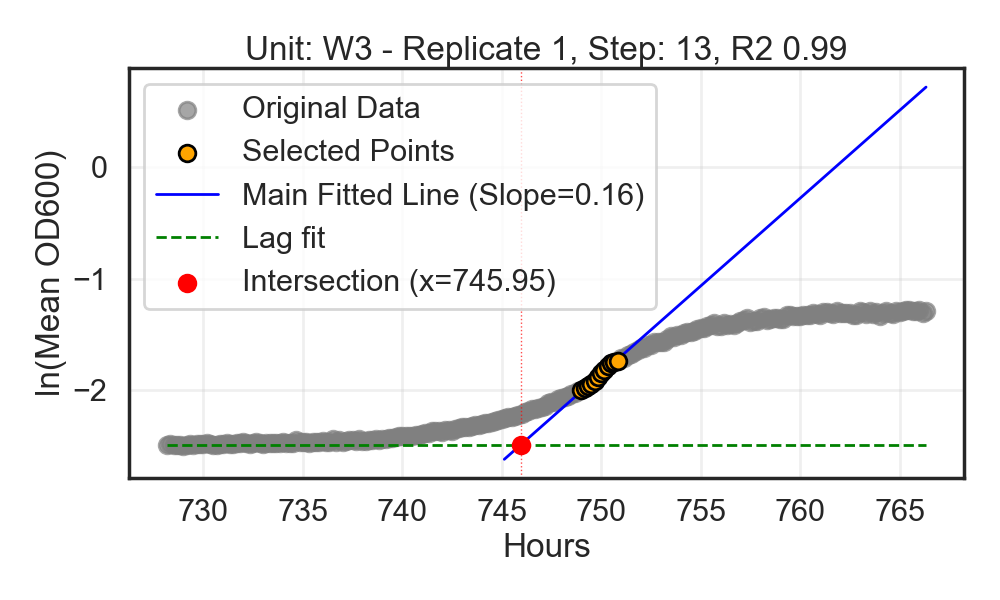 Unit: W3 - Replicate 1, Step: 13, R2 0.99
Original Data
Selected Points
Main Fitted Line (Slope=0.16)
Lag fit
Intersection (x=745.95)
ln(Mean OD600)
0
−1
−2
730 735 740 745 750 755 760 765
Hours